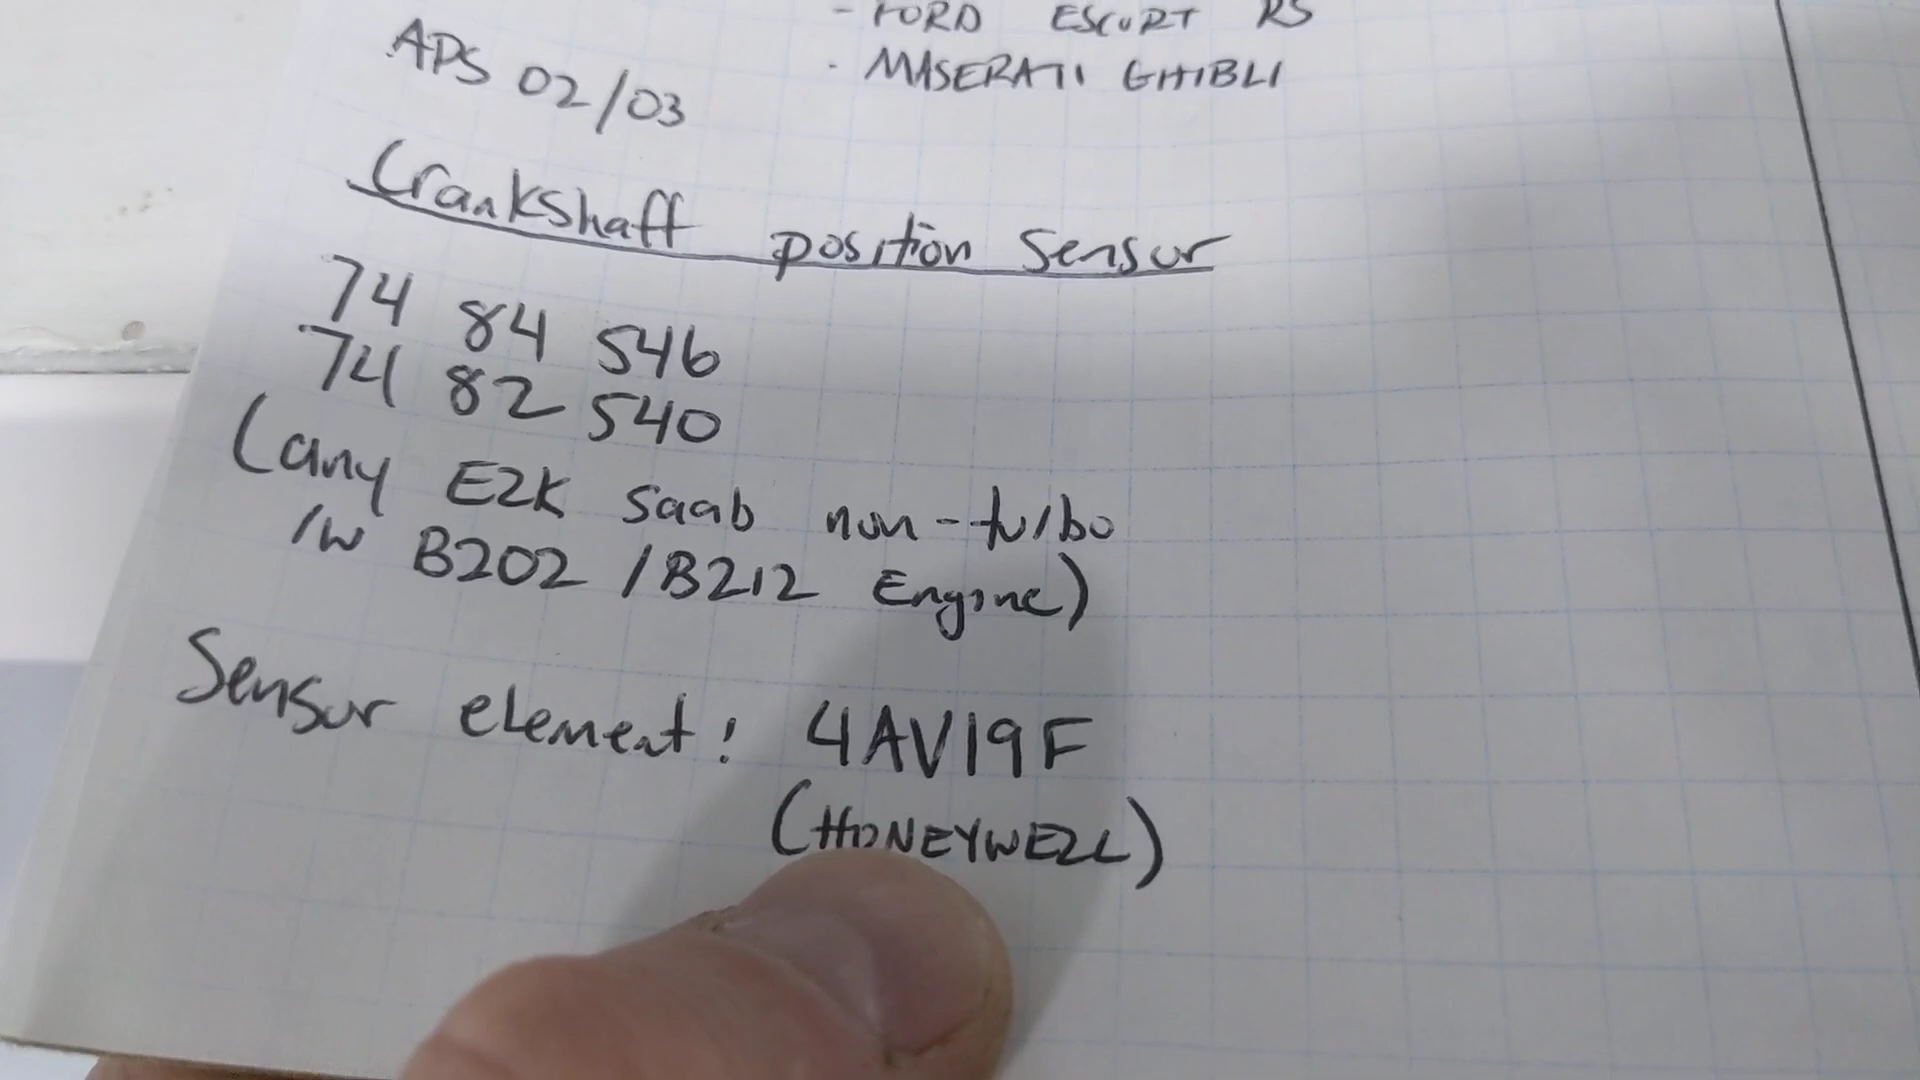 - FORD ESCORT RS
- MASERATI GHIBLI
APS 02/03
Crankshaft position Sensor
74 84 546
74 82 540
(any EZK Saab non-turbo
/w B202 / B212 Engine)
Sensor element: 4AV19F
(HONEYWELL)